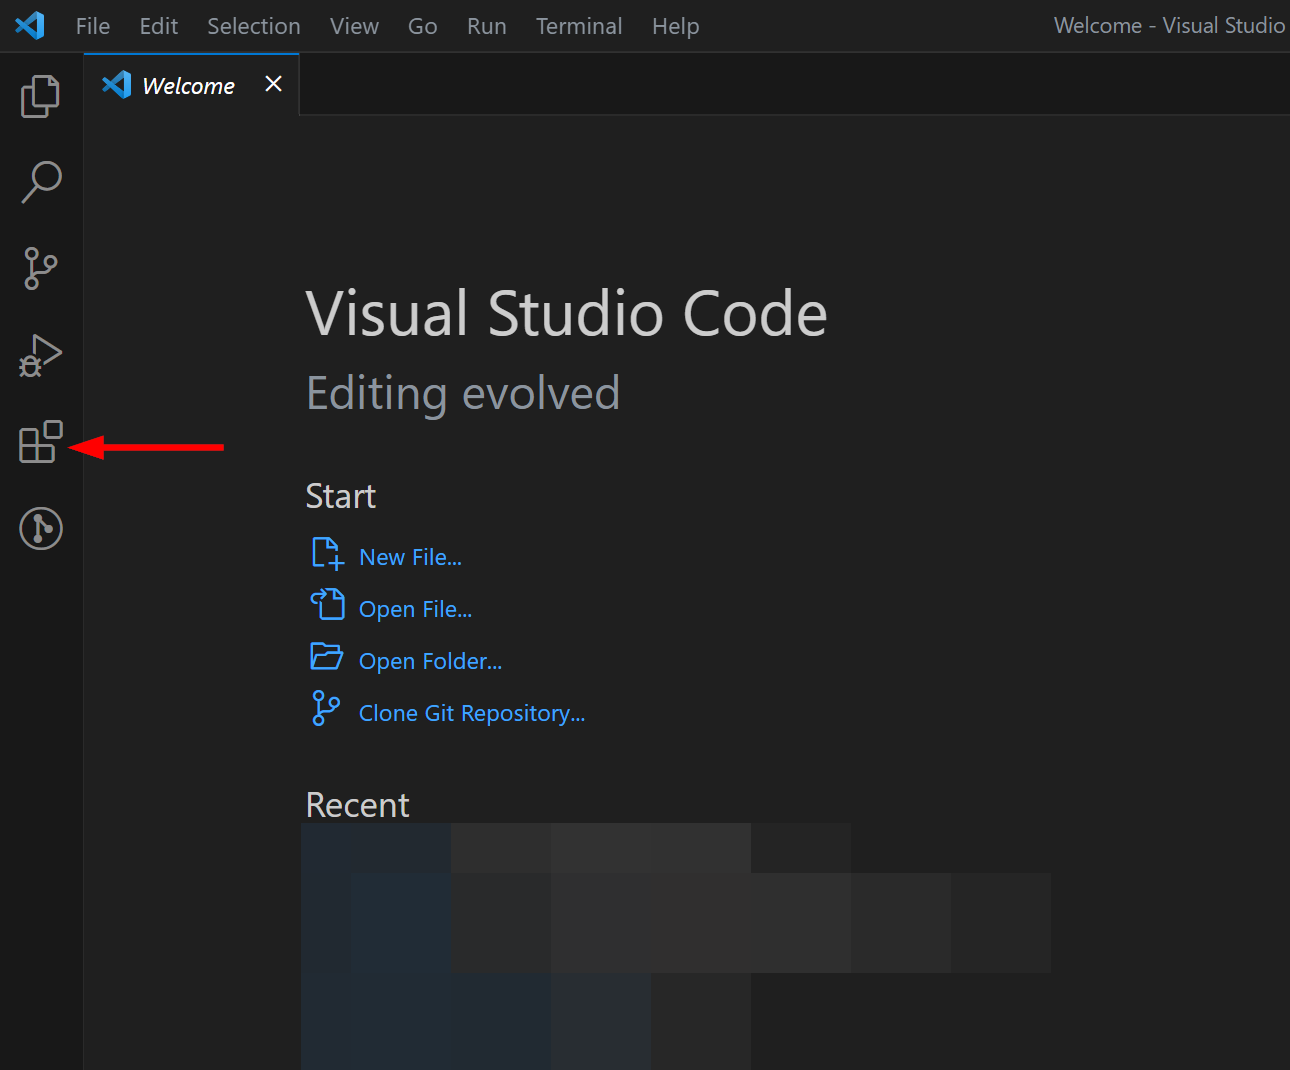 File Edit Selection View Go Run Terminal Help Welcome - Visual Studio
Welcome
Visual Studio Code
Editing evolved
Start
New File...
Open File...
Open Folder...
Clone Git Repository...
Recent